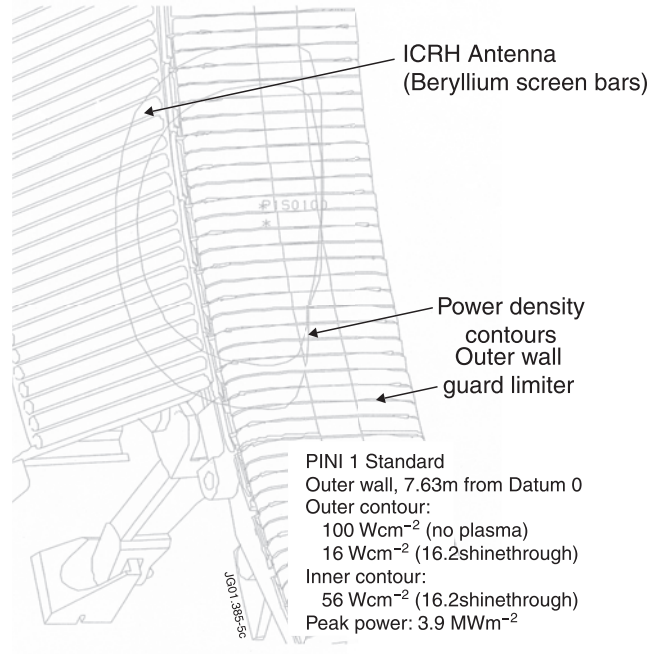 ICRH Antenna
(Beryllium screen bars)
*PIS0100
*
Power density
contours
Outer wall
guard limiter
PINI 1 Standard
Outer wall, 7.63m from Datum 0
Outer contour:
100 Wcm⁻² (no plasma)
16 Wcm⁻² (16.2shinethrough)
Inner contour:
56 Wcm⁻² (16.2shinethrough)
Peak power: 3.9 MWm⁻²
JG01.385-5c